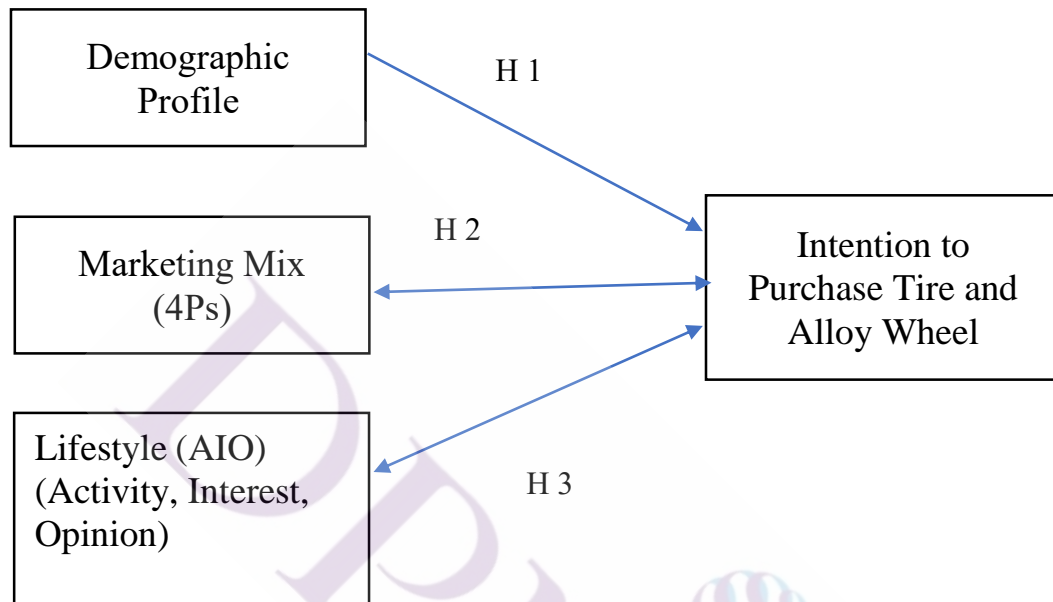 Demographic
Profile
H 1
H 2
Marketing Mix
(4Ps)
Intention to
Purchase Tire and
Alloy Wheel
Lifestyle (AIO)
(Activity, Interest,
Opinion)
H 3